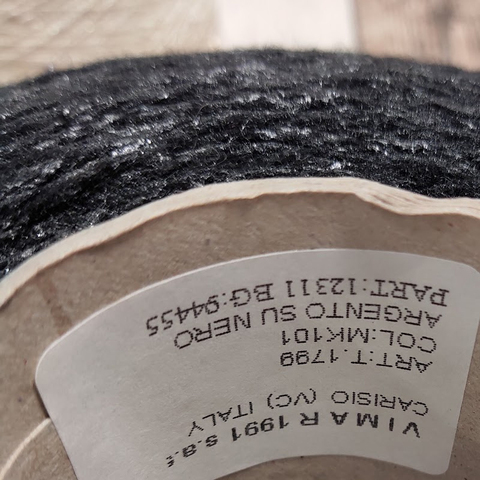 VIMAR 1991 s.a.s
CARISIO (VC) ITALY
ART:T.1799
COL:MK101
ARGENTO SU NERO
PART:12311 BG:94455